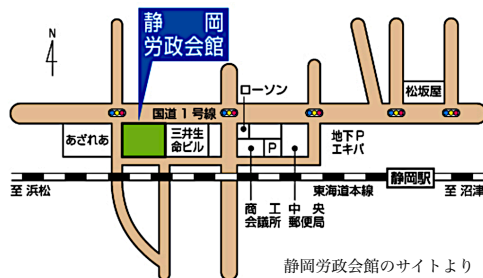 N
静岡
労政会館
ローソン
松坂屋
国道1号線
あざれあ
三井生
命ビル
P
地下P
エキパ
至 浜松
東海道本線
静岡駅
至 沼津
商工
会議所
中央
郵便局
静岡労政会館のサイトより